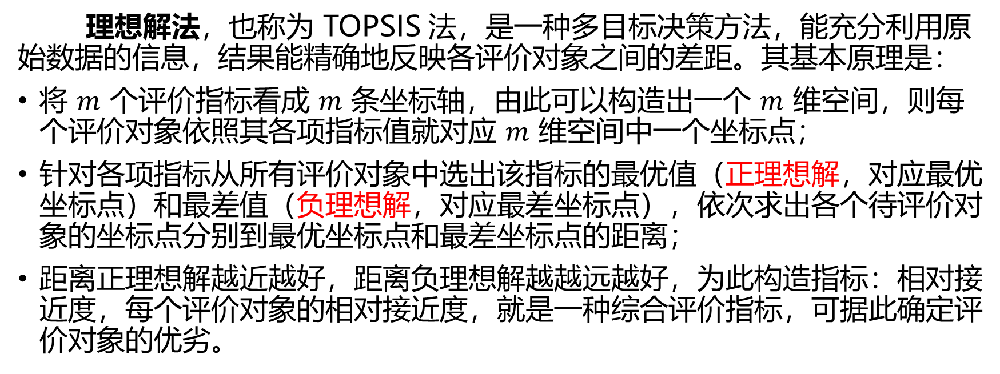 理想解法，也称为 TOPSIS 法，是一种多目标决策方法，能充分利用原
始数据的信息，结果能精确地反映各评价对象之间的差距。其基本原理是：
• 将 m 个评价指标看成 m 条坐标轴，由此可以构造出一个 m 维空间，则每
个评价对象依照其各项指标值就对应 m 维空间中一个坐标点；
• 针对各项指标从所有评价对象中选出该指标的最优值（正理想解，对应最优
坐标点）和最差值（负理想解，对应最差坐标点），依次求出各个待评价对
象的坐标点分别到最优坐标点和最差坐标点的距离；
• 距离正理想解越近越好，距离负理想解越越远越好，为此构造指标：相对接
近度，每个评价对象的相对接近度，就是一种综合评价指标，可据此确定评
价对象的优劣。